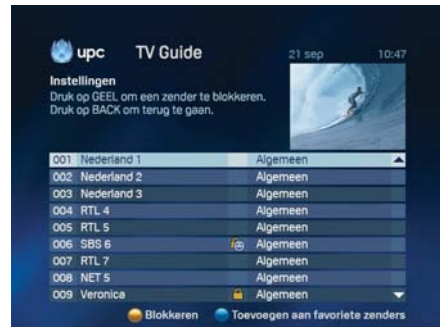 upc TV Guide 21 sep 10:47
Instellingen
Druk op GEEL om een zender te blokkeren.
Druk op BACK om terug te gaan.
001 Nederland 1 Algemeen
002 Nederland 2 Algemeen
003 Nederland 3 Algemeen
004 RTL 4 Algemeen
005 RTL 5 Algemeen
006 SBS 6 Algemeen
007 RTL 7 Algemeen
008 NET 5 Algemeen
009 Veronica Algemeen
Blokkeren Toevoegen aan favoriete zenders